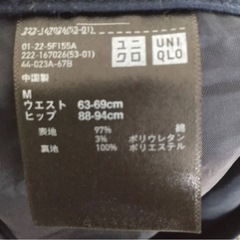 222-167026(53-01)
01-22-5F155A
222-167026(53-01)
44-023A-67B
ユニクロ
UNIQLO
中国製
M
ウエスト 63-69cm
ヒップ 88-94cm
表地 97% 綿
3% ポリウレタン
裏地 100% ポリエステル